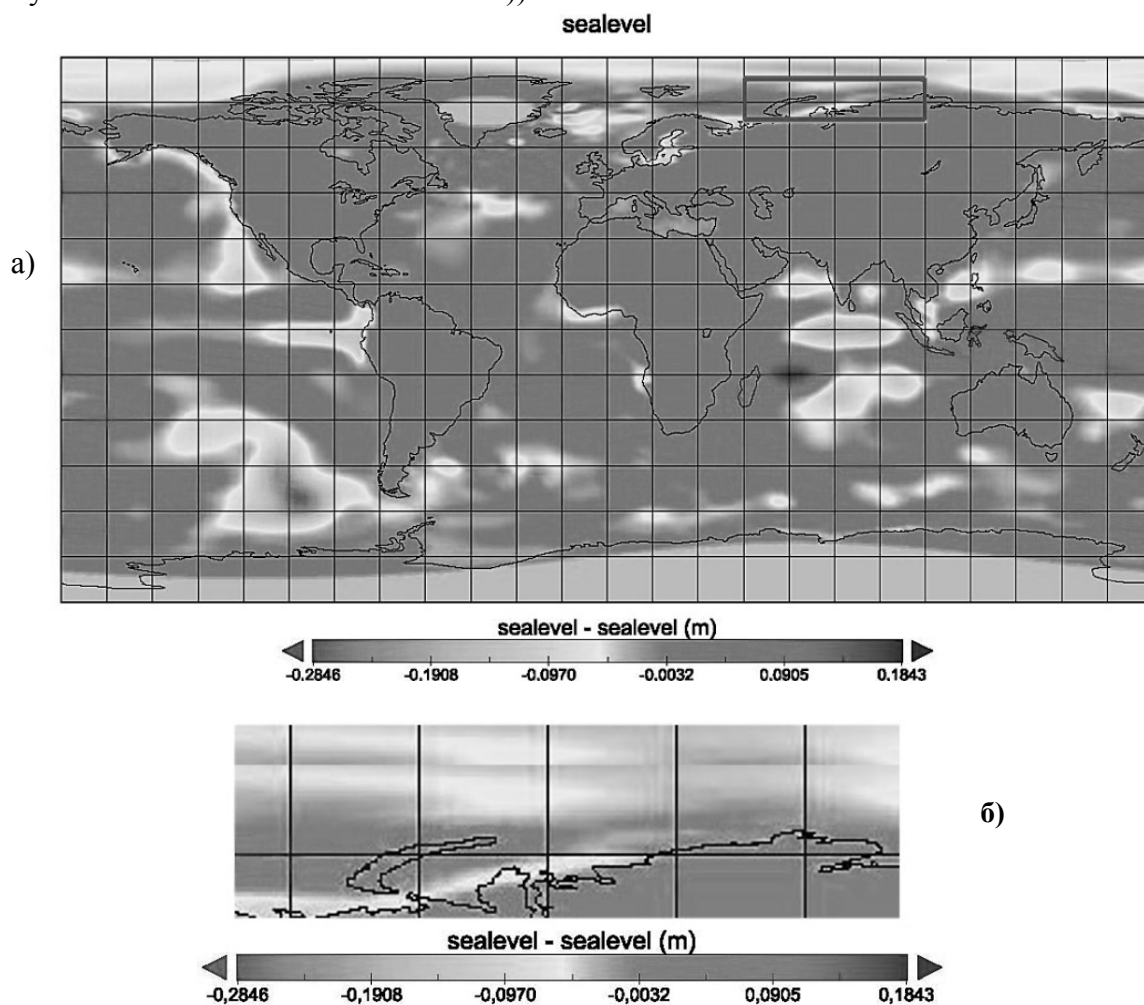 sealevel
а)
sealevel - sealevel (m)
-0.2846 -0.1908 -0.0970 -0.0032 0.0905 0.1843
б)
sealevel - sealevel (m)
-0,2846 -0,1908 -0,0970 -0,0032 0,0905 0,1843